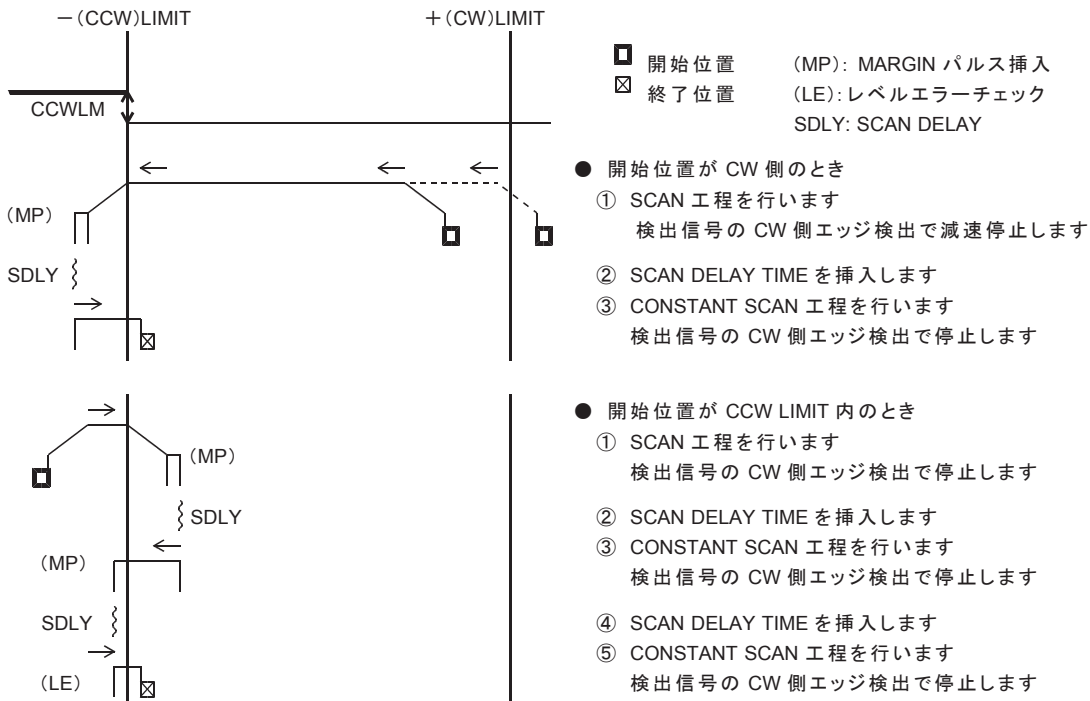 －(CCW)LIMIT
＋(CW)LIMIT
CCWLM
開始位置 (MP): MARGIN パルス挿入
終了位置 (LE):レベルエラーチェック
SDLY: SCAN DELAY
(MP)
SDLY
● 開始位置が CW 側のとき
① SCAN 工程を行います
検出信号の CW 側エッジ検出で減速停止します
② SCAN DELAY TIME を挿入します
③ CONSTANT SCAN 工程を行います
検出信号の CW 側エッジ検出で停止します
(MP)
SDLY
(MP)
SDLY
(LE)
● 開始位置が CCW LIMIT 内のとき
① SCAN 工程を行います
検出信号の CW 側エッジ検出で停止します
② SCAN DELAY TIME を挿入します
③ CONSTANT SCAN 工程を行います
検出信号の CW 側エッジ検出で停止します
④ SCAN DELAY TIME を挿入します
⑤ CONSTANT SCAN 工程を行います
検出信号の CW 側エッジ検出で停止します